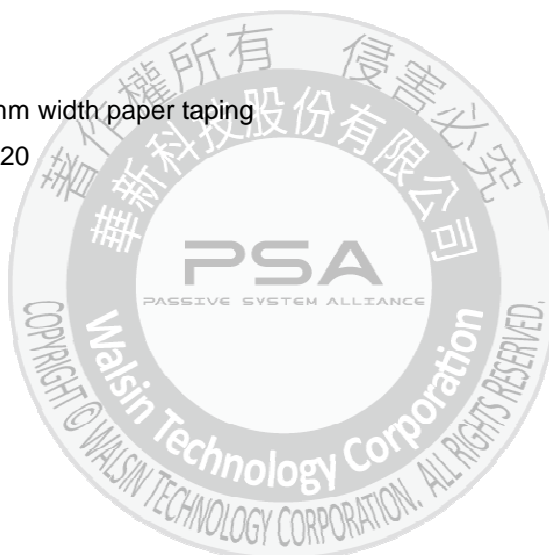 nm width paper taping
20
著作權所有 侵害必究
華新科技股份有限公司
PSA
PASSIVE SYSTEM ALLIANCE
Walsin Technology Corporation
COPYRIGHT © WALSIN TECHNOLOGY CORPORATION. ALL RIGHTS RESERVED.